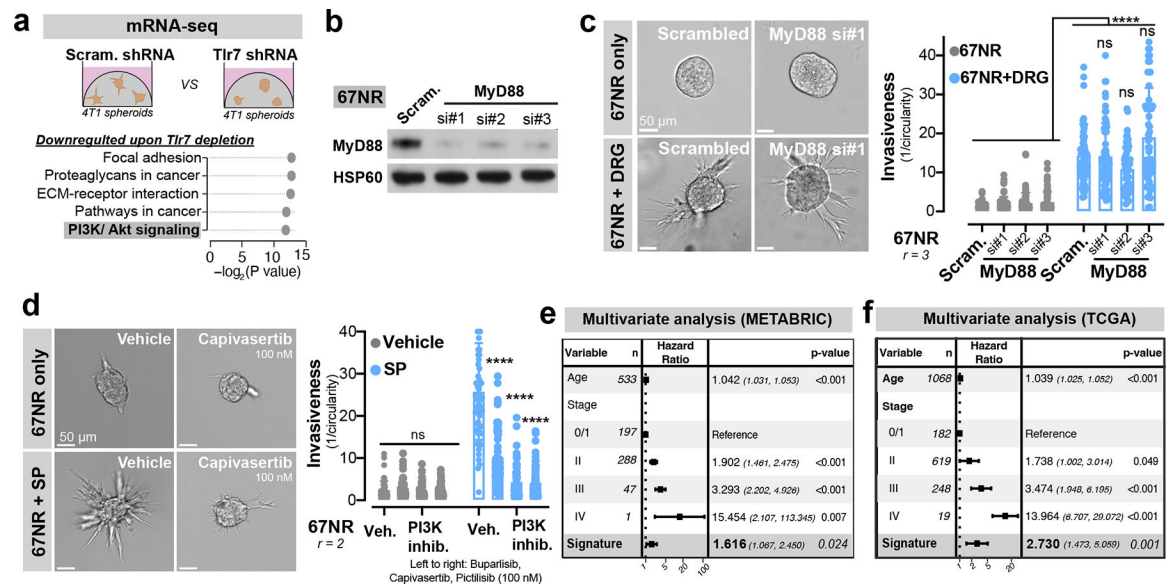 a
mRNA-seq
Scram. shRNA
VS
Tlr7 shRNA
4T1 spheroids
4T1 spheroids
Downregulted upon Tlr7 depletion
Focal adhesion
Proteaglycans in cancer
ECM-receptor interaction
Pathways in cancer
PI3K/ Akt signaling
0 5 10 15
−log2(P value)
b
67NR
Scram.
MyD88
si#1 si#2 si#3
MyD88
HSP60
c
67NR only
Scrambled
MyD88 si#1
50 µm
67NR + DRG
Scrambled
MyD88 si#1
Invasiveness
(1/circularity)
40
30
20
10
0
67NR
67NR+DRG
****
ns
ns
ns
67NR
r = 3
Scram.
si#1
si#2
si#3
MyD88
Scram.
si#1
si#2
si#3
MyD88
d
67NR only
Vehicle
Capivasertib
100 nM
50 µm
67NR + SP
Vehicle
Capivasertib
100 nM
Invasiveness
(1/circularity)
40
30
20
10
0
Vehicle
SP
ns
****
****
****
67NR
r = 2
Veh.
PI3K
inhib.
Veh.
PI3K
inhib.
Left to right: Buparlisib,
Capivasertib, Pictilisib (100 nM)
e
Multivariate analysis (METABRIC)
Variable n Hazard Ratio p-value
Age 533 1.042 (1.031, 1.053) <0.001
Stage
0/1 197 Reference
II 288 1.902 (1.461, 2.475) <0.001
III 47 3.293 (2.202, 4.926) <0.001
IV 1 15.454 (2.107, 113.345) 0.007
Signature 1.616 (1.067, 2.450) 0.024
1 5 20 100
f
Multivariate analysis (TCGA)
Variable n Hazard Ratio p-value
Age 1068 1.039 (1.025, 1.052) <0.001
Stage
0/1 182 Reference
II 619 1.738 (1.002, 3.014) 0.049
III 248 3.474 (1.948, 6.195) <0.001
IV 19 13.964 (6.707, 29.072) <0.001
Signature 2.730 (1.473, 5.059) 0.001
1 2 5 20